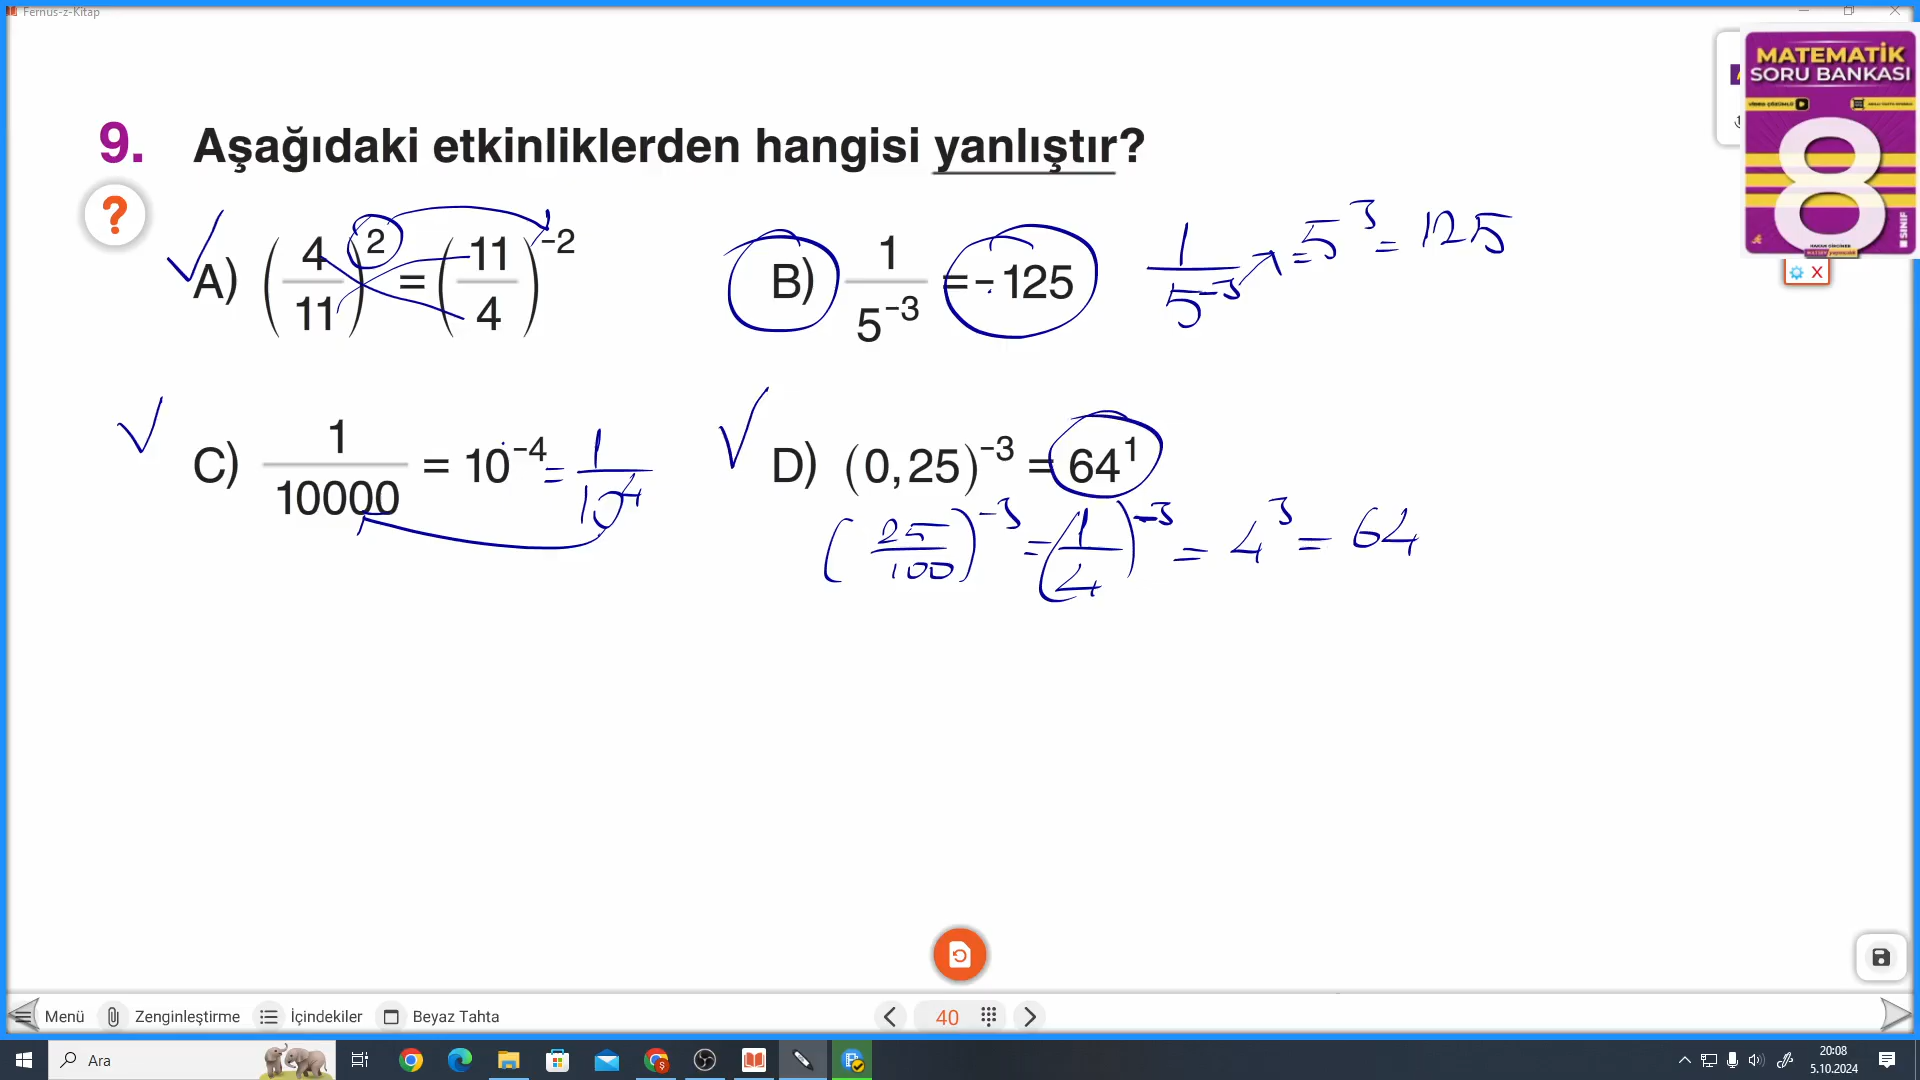 Fernus-z-Kitap
MATEMATİK
SORU BANKASI
8
SINIF
9. Aşağıdaki etkinliklerden hangisi yanlıştır?
A) (4/11)^2 = (11/4)^-2
B) 1/5^-3 = -125
1/5^-3 = 5^3 = 125
C) 1/10000 = 10^-4 = 1/10^4
D) (0,25)^-3 = 64^1
(25/100)^-3 = (1/4)^-3 = 4^3 = 64
Menü Zenginleştirme İçindekiler Beyaz Tahta 40
Ara
20:08
5.10.2024